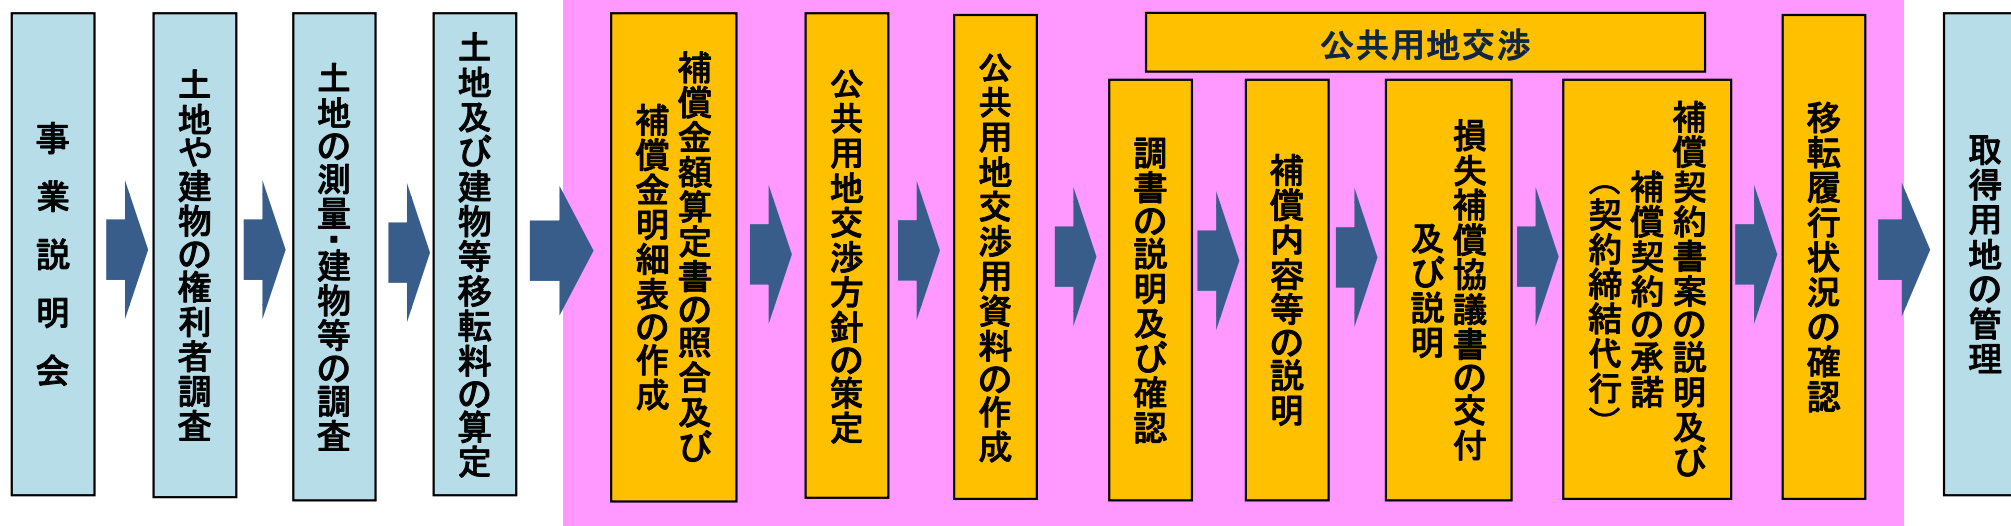 事業説明会
土地や建物の権利者調査
土地の測量・建物等の調査
土地及び建物等移転料の算定
補償金額算定書の照合及び
補償金明細表の作成
公共用地交渉方針の策定
公共用地交渉用資料の作成
公共用地交渉
調書の説明及び確認
補償内容等の説明
損失補償協議書の交付
及び説明
補償契約書案の説明及び
補償契約の承諾
（契約締結代行）
移転履行状況の確認
取得用地の管理